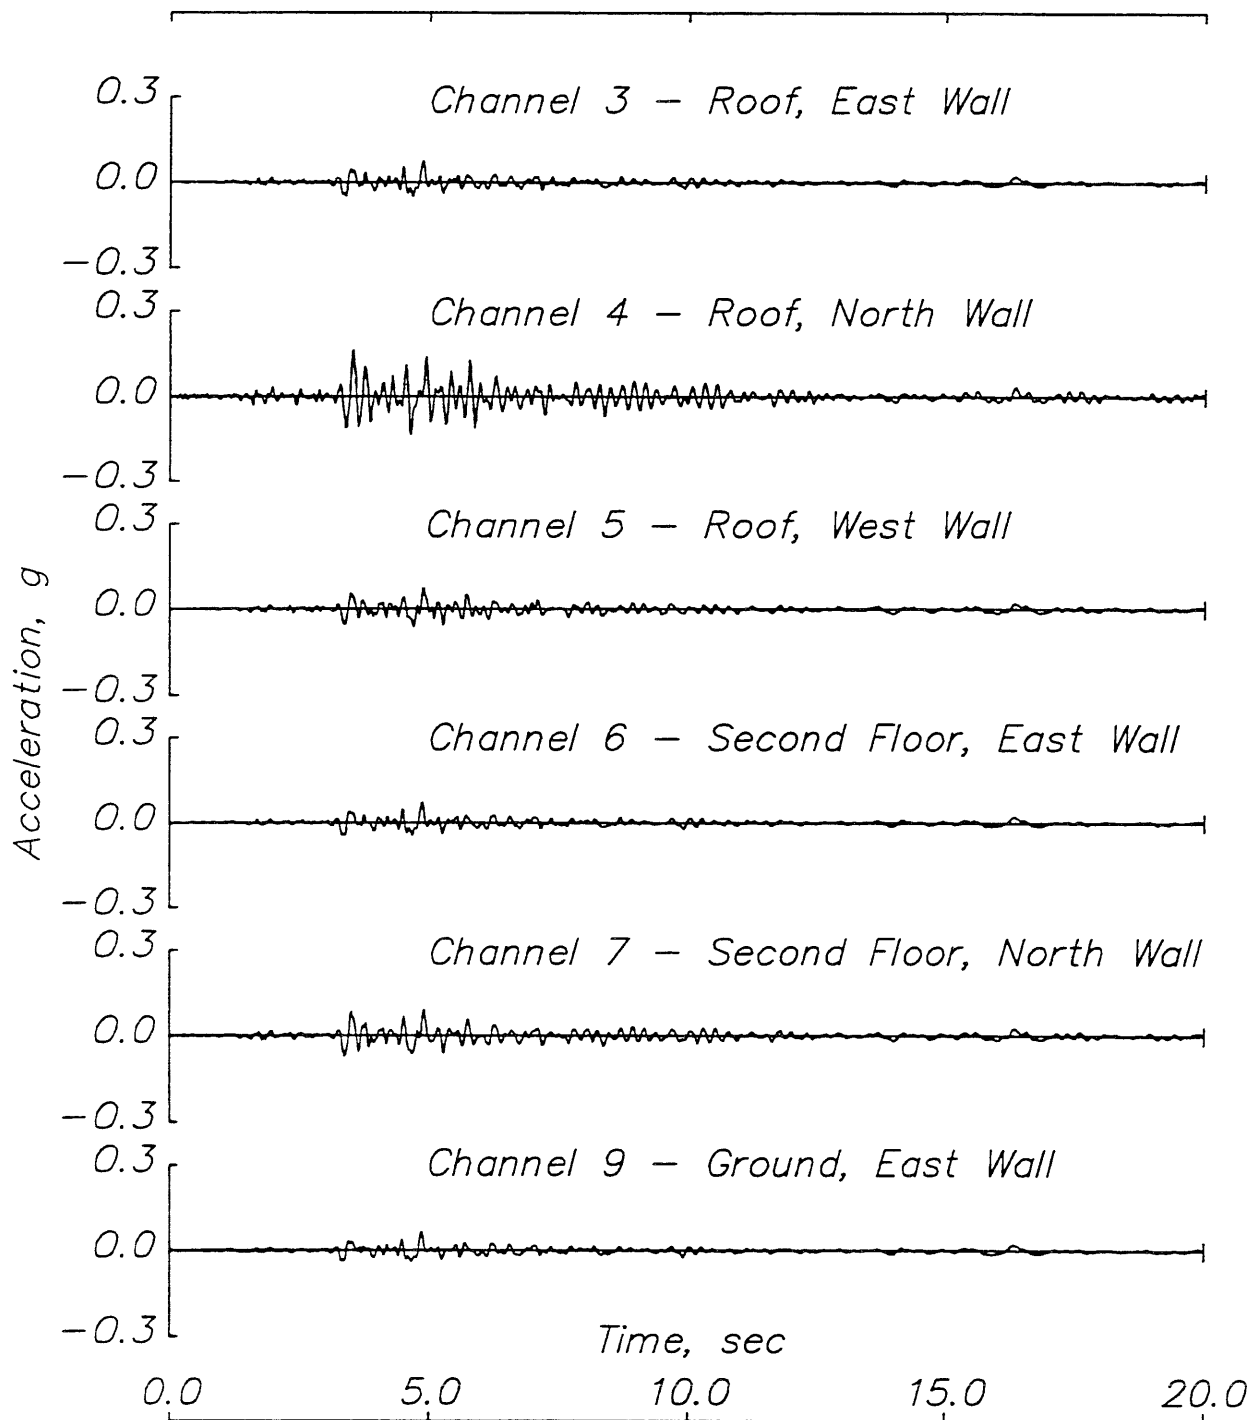 0.3
Channel 3 - Roof, East Wall
0.0
-0.3
0.3
Channel 4 - Roof, North Wall
0.0
-0.3
0.3
Channel 5 - Roof, West Wall
0.0
-0.3
Acceleration, g
0.3
Channel 6 - Second Floor, East Wall
0.0
-0.3
0.3
Channel 7 - Second Floor, North Wall
0.0
-0.3
0.3
Channel 9 - Ground, East Wall
0.0
-0.3
Time, sec
0.0 5.0 10.0 15.0 20.0